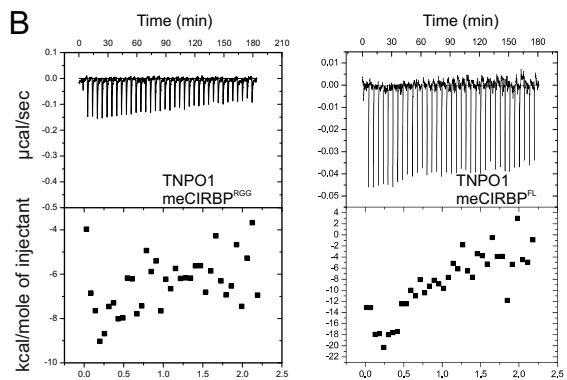 B
Time (min)
0 30 60 90 120 150 180 210
0.1
0.0
-0.1
-0.2
-0.3
-0.4
-0.5
µcal/sec
TNPO1
meCIRBP^RGG
-4
-6
-8
-10
kcal/mole of injectant
0.0 0.5 1.0 1.5 2.0 2.5
Time (min)
0 30 60 90 120 150 180
0.01
0.00
-0.01
-0.02
-0.03
-0.04
-0.05
TNPO1
meCIRBP^FL
4
2
0
-2
-4
-6
-8
-10
-12
-14
-16
-18
-20
-22
0.0 0.5 1.0 1.5 2.0 2.5